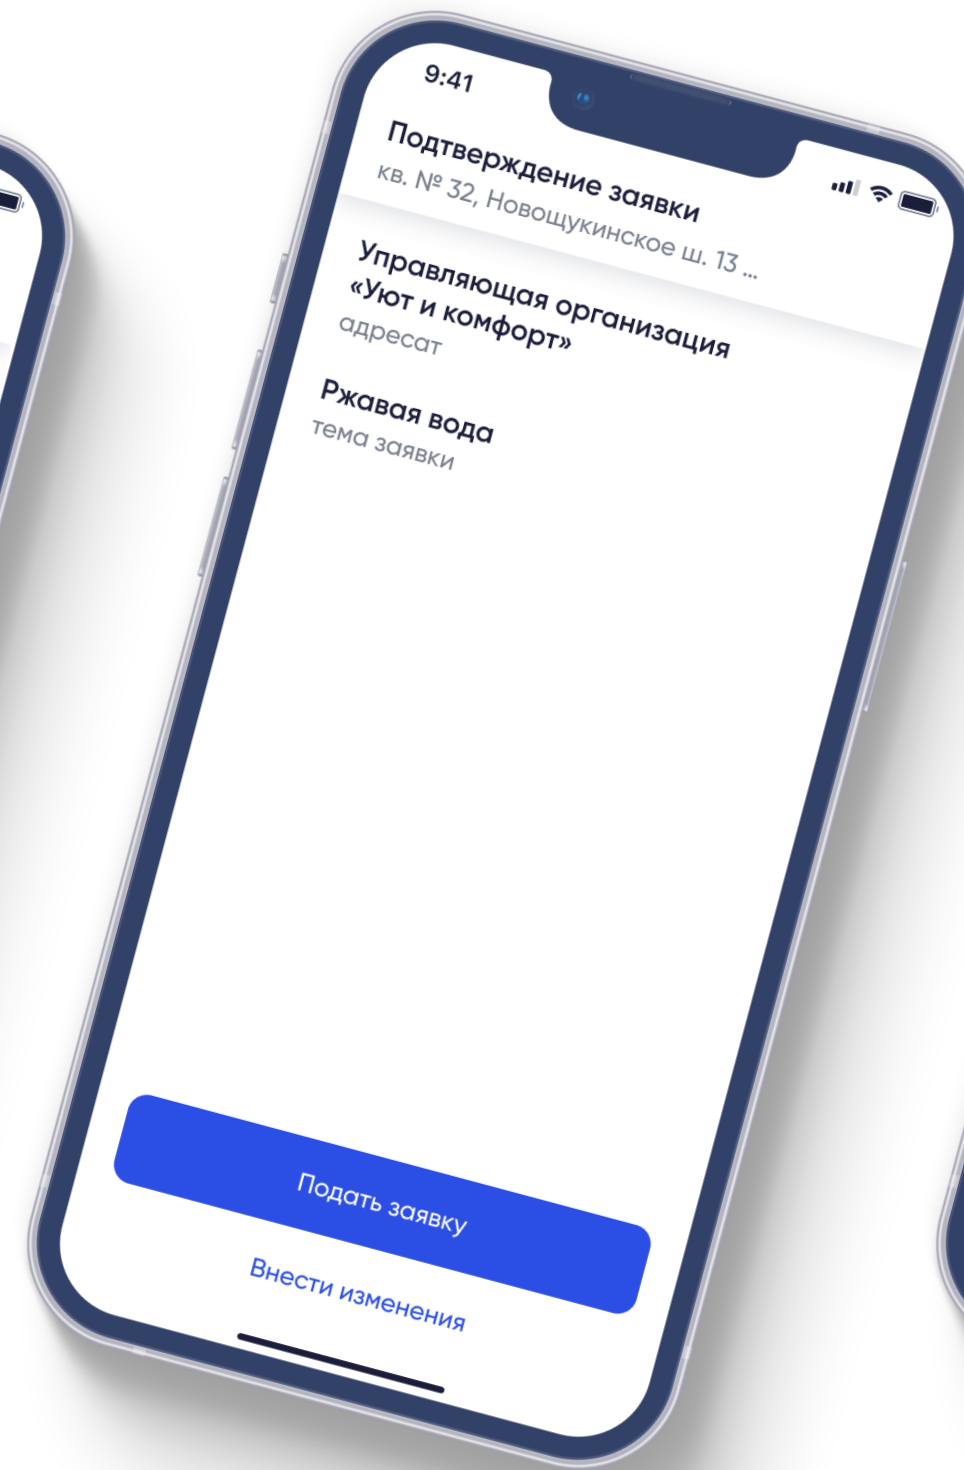 9:41
Подтверждение заявки
кв. № 32, Новощукинское ш. 13 ...
Управляющая организация
«Уют и комфорт»
адресат
Ржавая вода
тема заявки
Подать заявку
Внести изменения